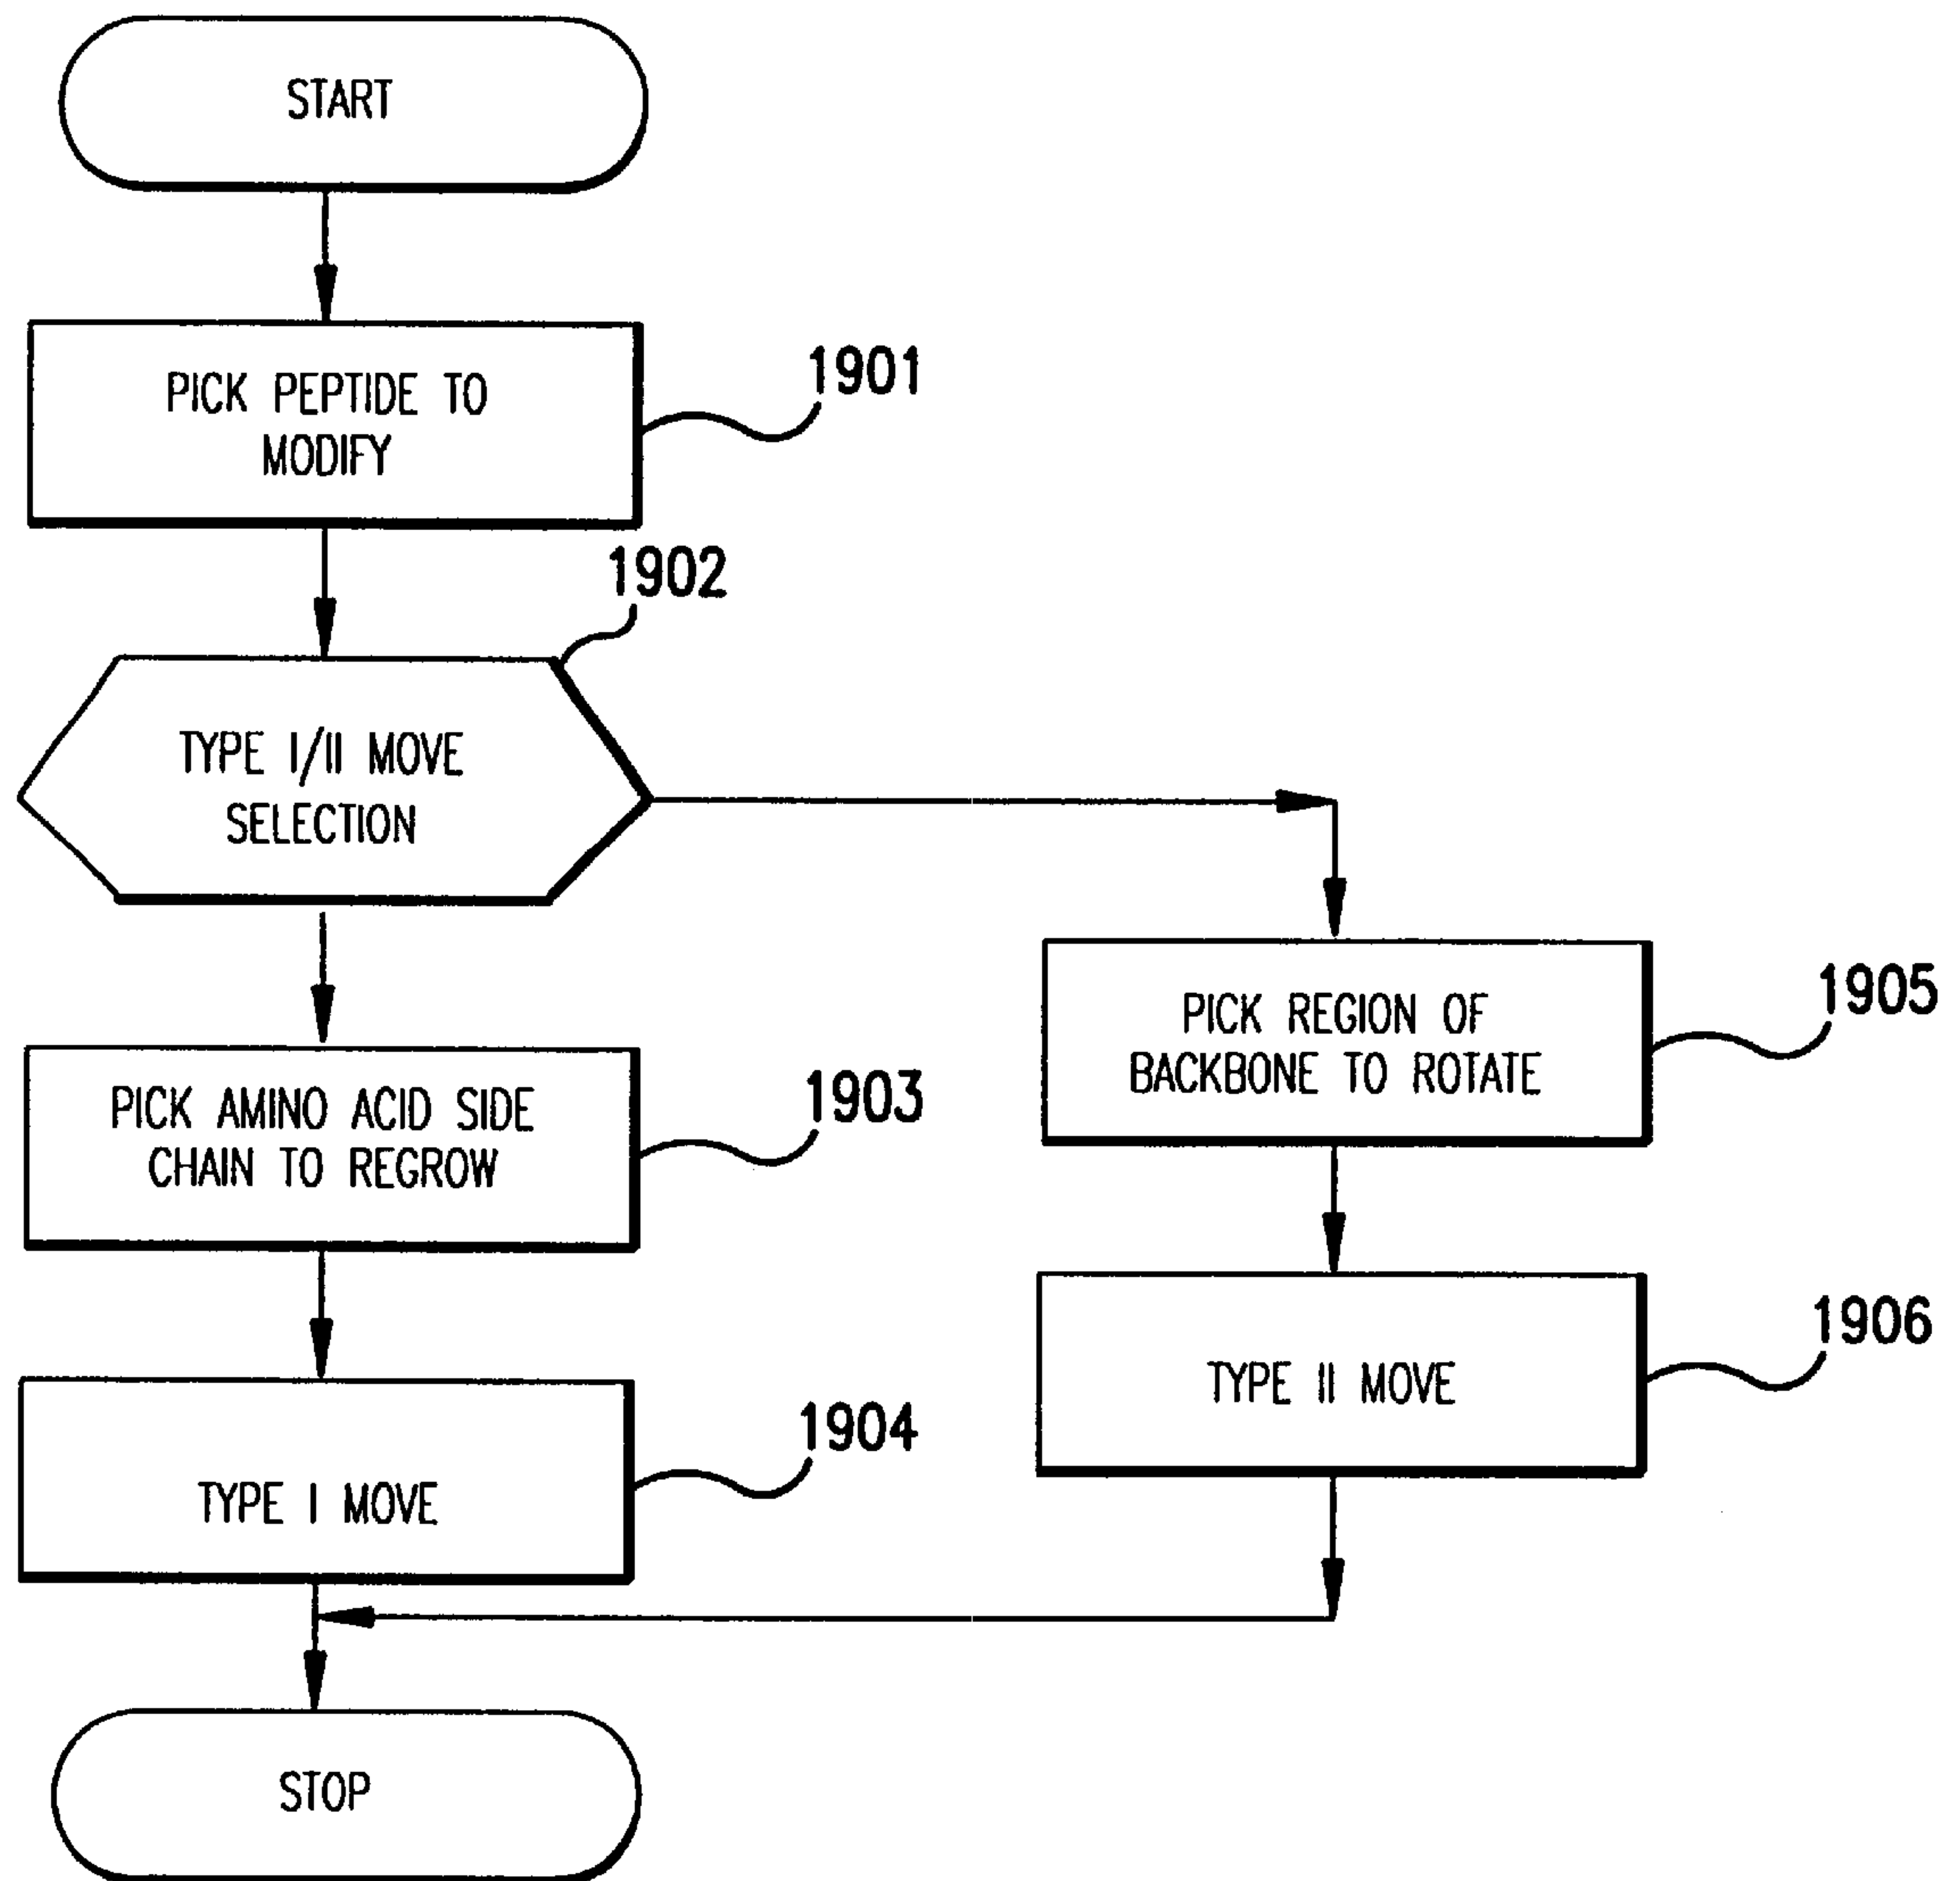 START
PICK PEPTIDE TO
MODIFY
1901
1902
TYPE I/II MOVE
SELECTION
PICK AMINO ACID SIDE
CHAIN TO REGROW
1903
TYPE I MOVE
1904
PICK REGION OF
BACKBONE TO ROTATE
1905
TYPE II MOVE
1906
STOP